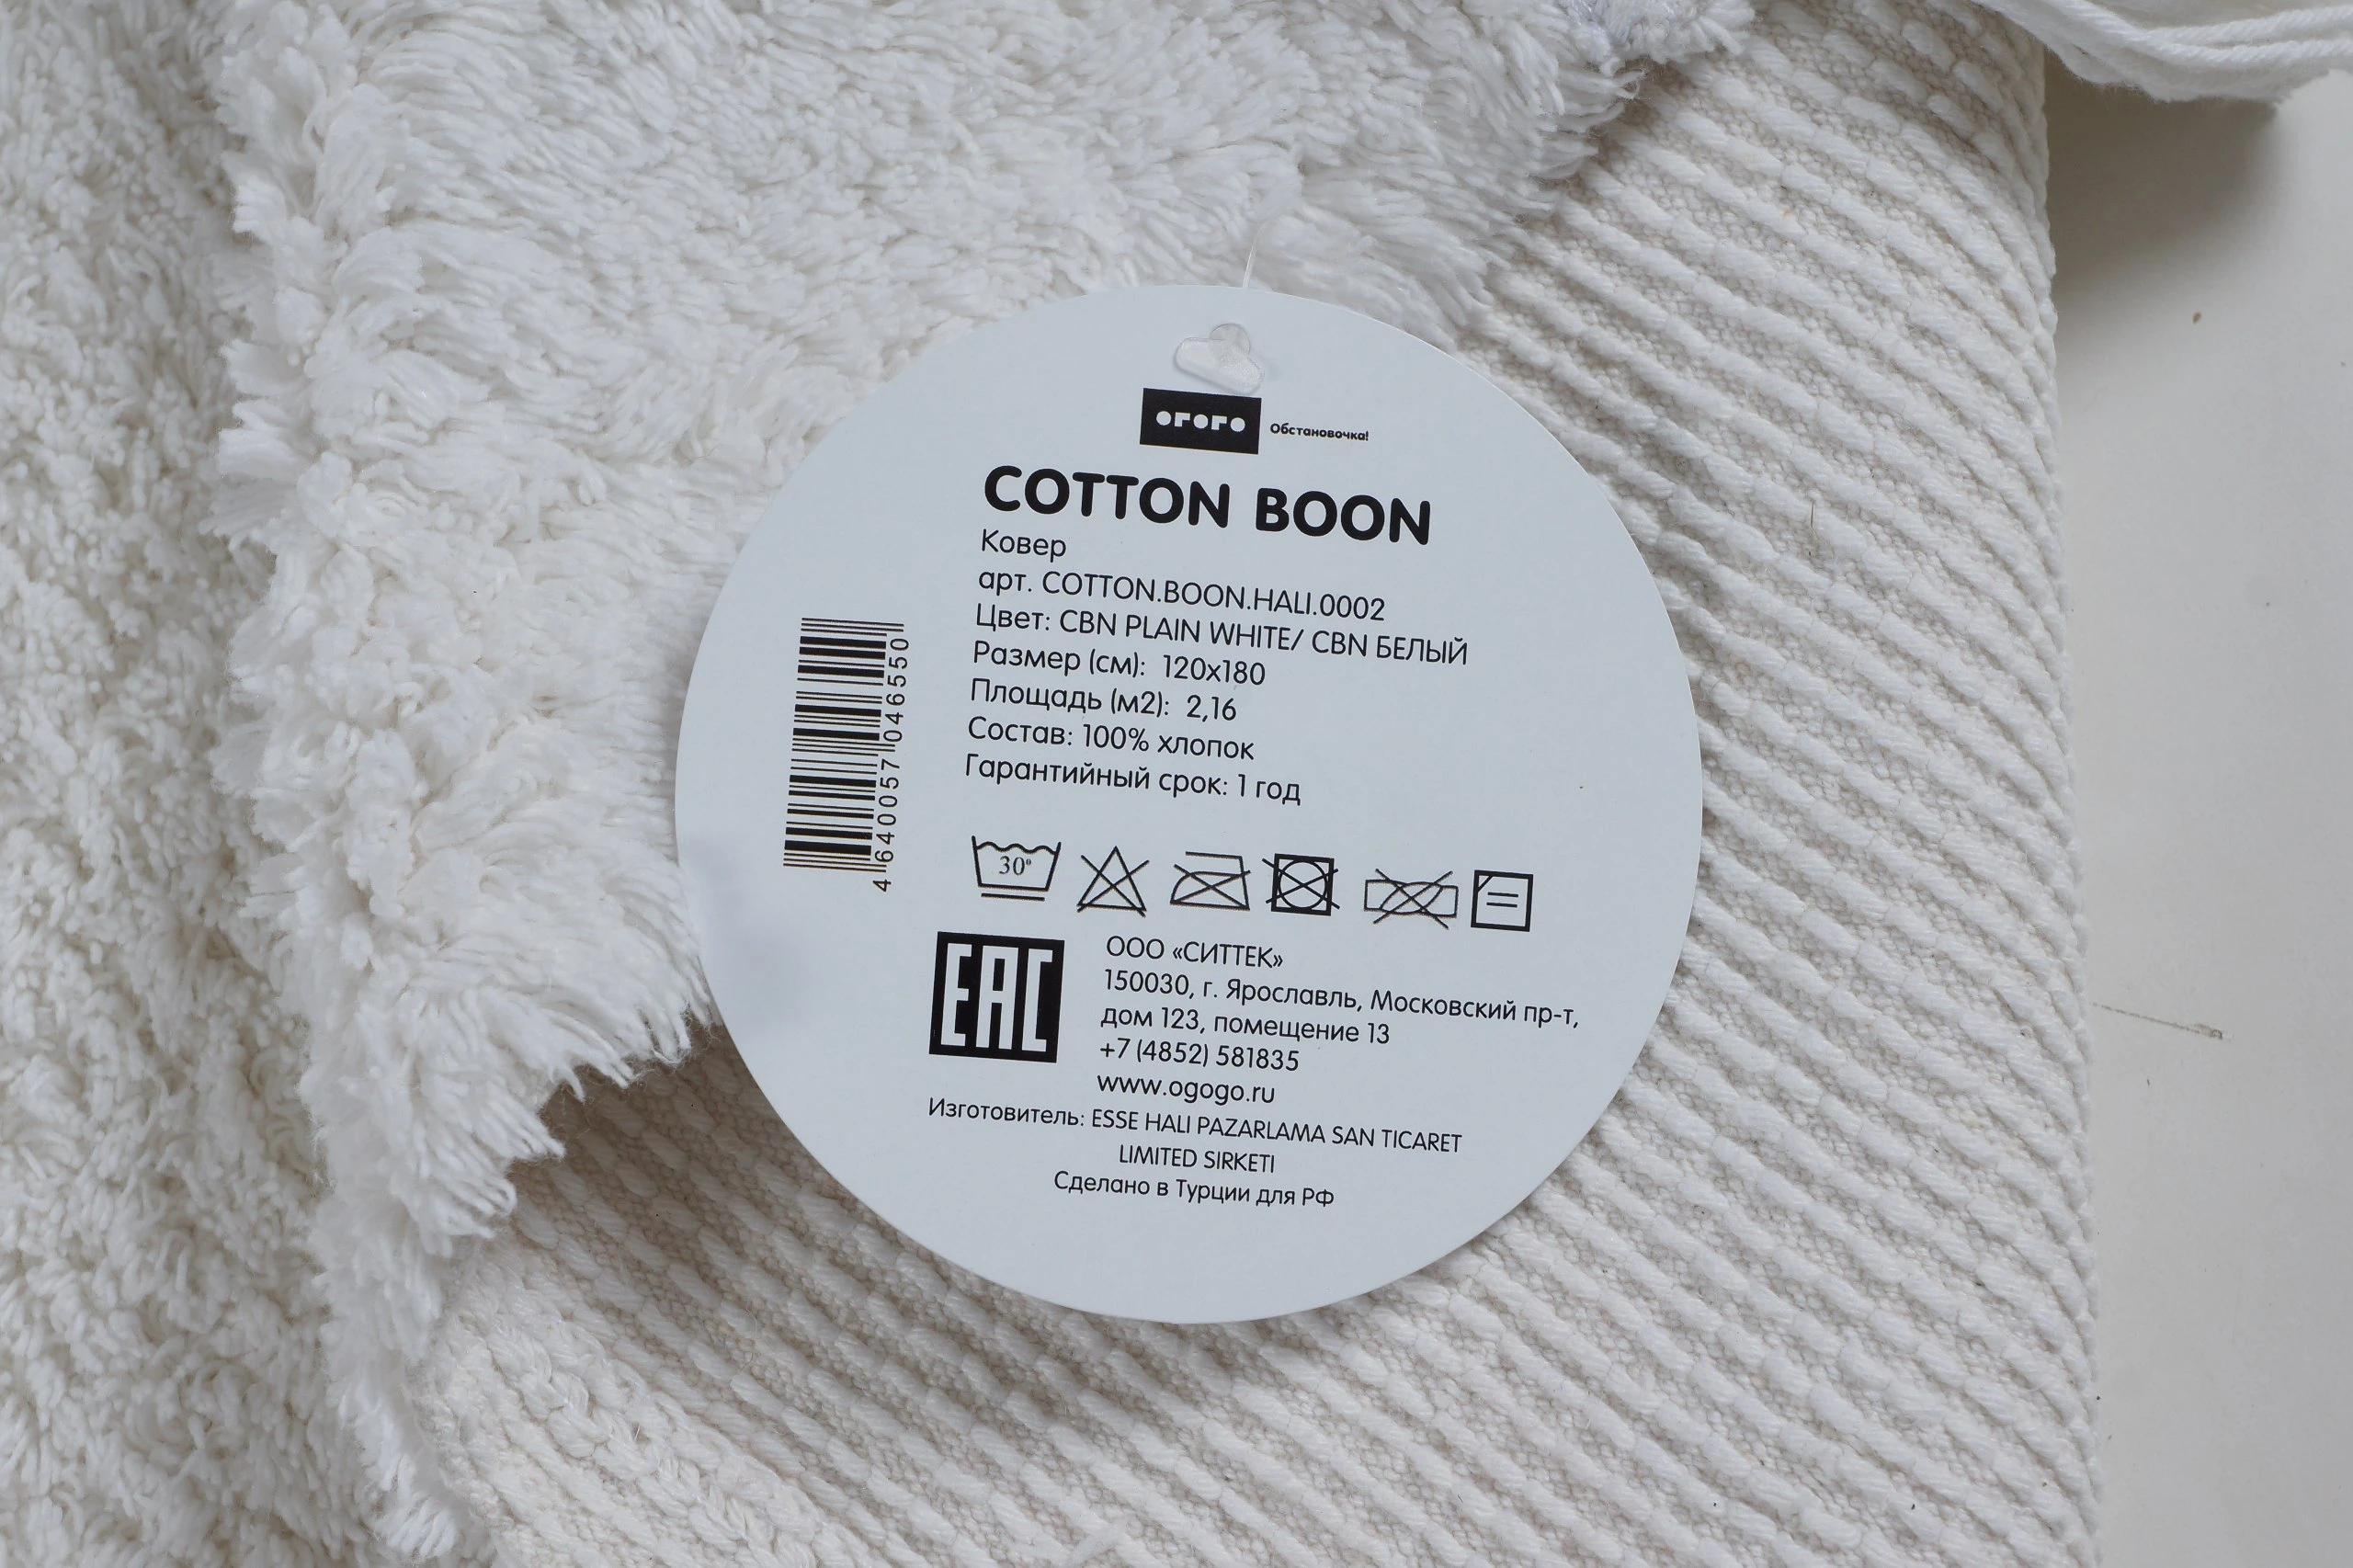 огого Обстановочка!
COTTON BOON
Ковер
арт. COTTON.BOON.HALI.0002
Цвет: CBN PLAIN WHITE/ CBN БЕЛЫЙ
Размер (см): 120x180
Площадь (м2): 2,16
Состав: 100% хлопок
Гарантийный срок: 1 год
4 640057 046550
30°
EAC
ООО «СИТТЕК»
150030, г. Ярославль, Московский пр-т,
дом 123, помещение 13
+7 (4852) 581835
www.ogogo.ru
Изготовитель: ESSE HALI PAZARLAMA SAN TICARET
LIMITED SIRKETI
Сделано в Турции для РФ